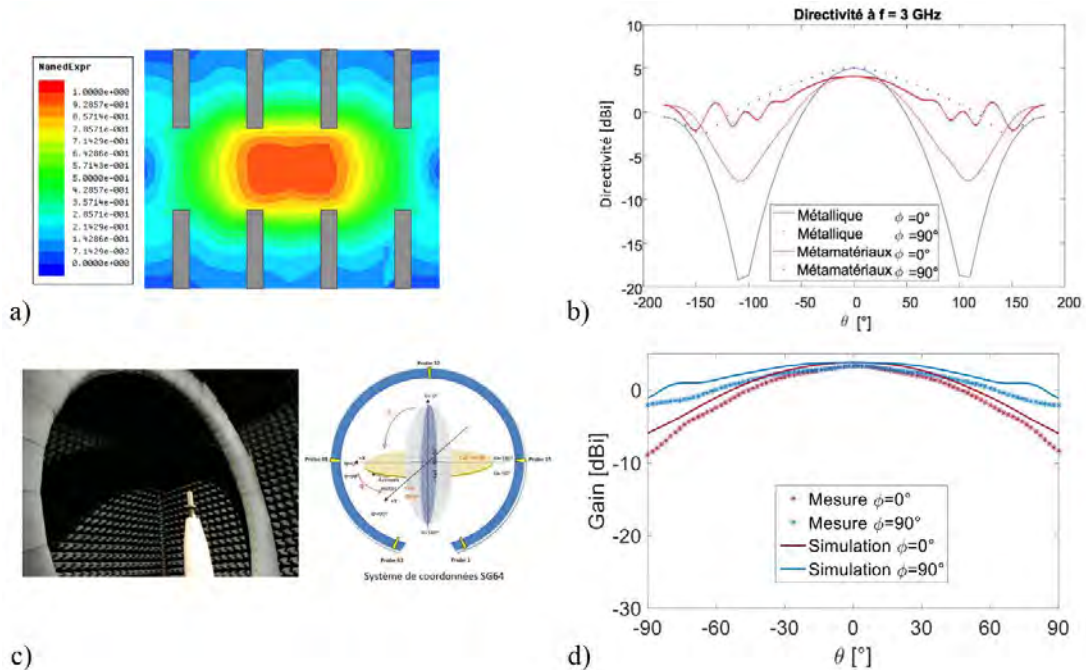 NamedExpr
1.0000e+000
9.2857e-001
8.5714e-001
7.8571e-001
7.1429e-001
6.4286e-001
5.7143e-001
5.0000e-001
4.2857e-001
3.5714e-001
2.8571e-001
2.1429e-001
1.4286e-001
7.1429e-002
0.0000e+000
a)
Directivité à f = 3 GHz
Directivité [dBi]
10
5
0
-5
-10
-15
20
-200 -150 -100 -50 0 50 100 150 200
θ [°]
Métallique ϕ=0°
Métallique ϕ=90°
Métamatériaux ϕ=0°
Métamatériaux ϕ=90°
b)
Système de coordonnées SG64
c)
Gain [dBi]
0
-10
-20
-30
-90 -60 -30 0 30 60 90
θ [°]
Mesure ϕ=0°
Mesure ϕ=90°
Simulation ϕ=0°
Simulation ϕ=90°
d)